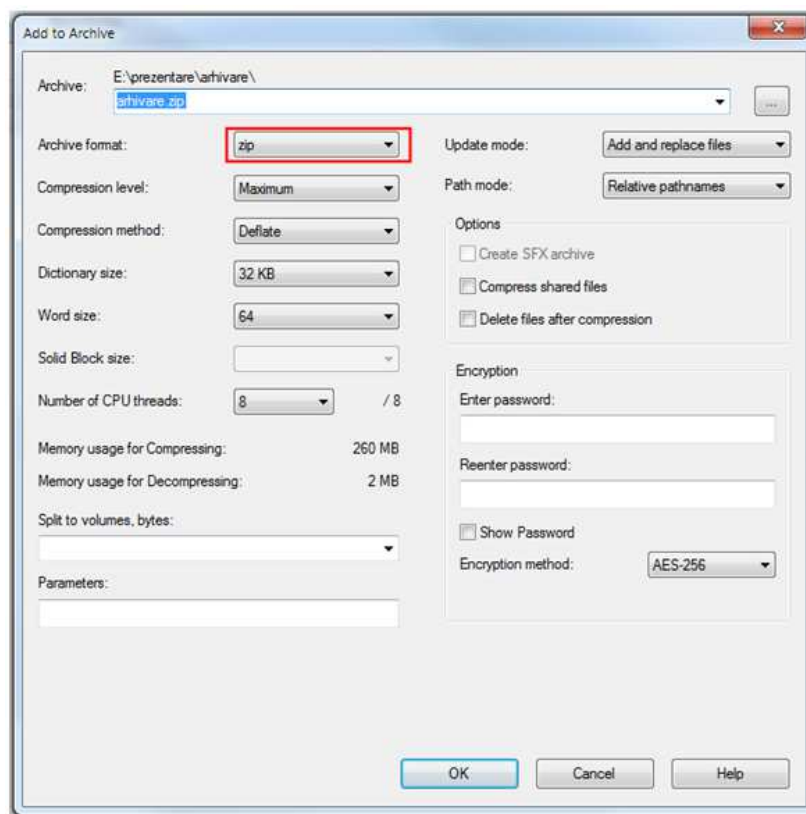 Add to Archive
Archive:
E:\prezentare\arhivare\
arhivare.zip
...
Archive format:
zip
Compression level:
Maximum
Compression method:
Deflate
Dictionary size:
32 KB
Word size:
64
Solid Block size:
Number of CPU threads:
8
/ 8
Memory usage for Compressing:
260 MB
Memory usage for Decompressing:
2 MB
Split to volumes, bytes:
Parameters:
Update mode:
Add and replace files
Path mode:
Relative pathnames
Options
Create SFX archive
Compress shared files
Delete files after compression
Encryption
Enter password:
Reenter password:
Show Password
Encryption method:
AES-256
OK
Cancel
Help